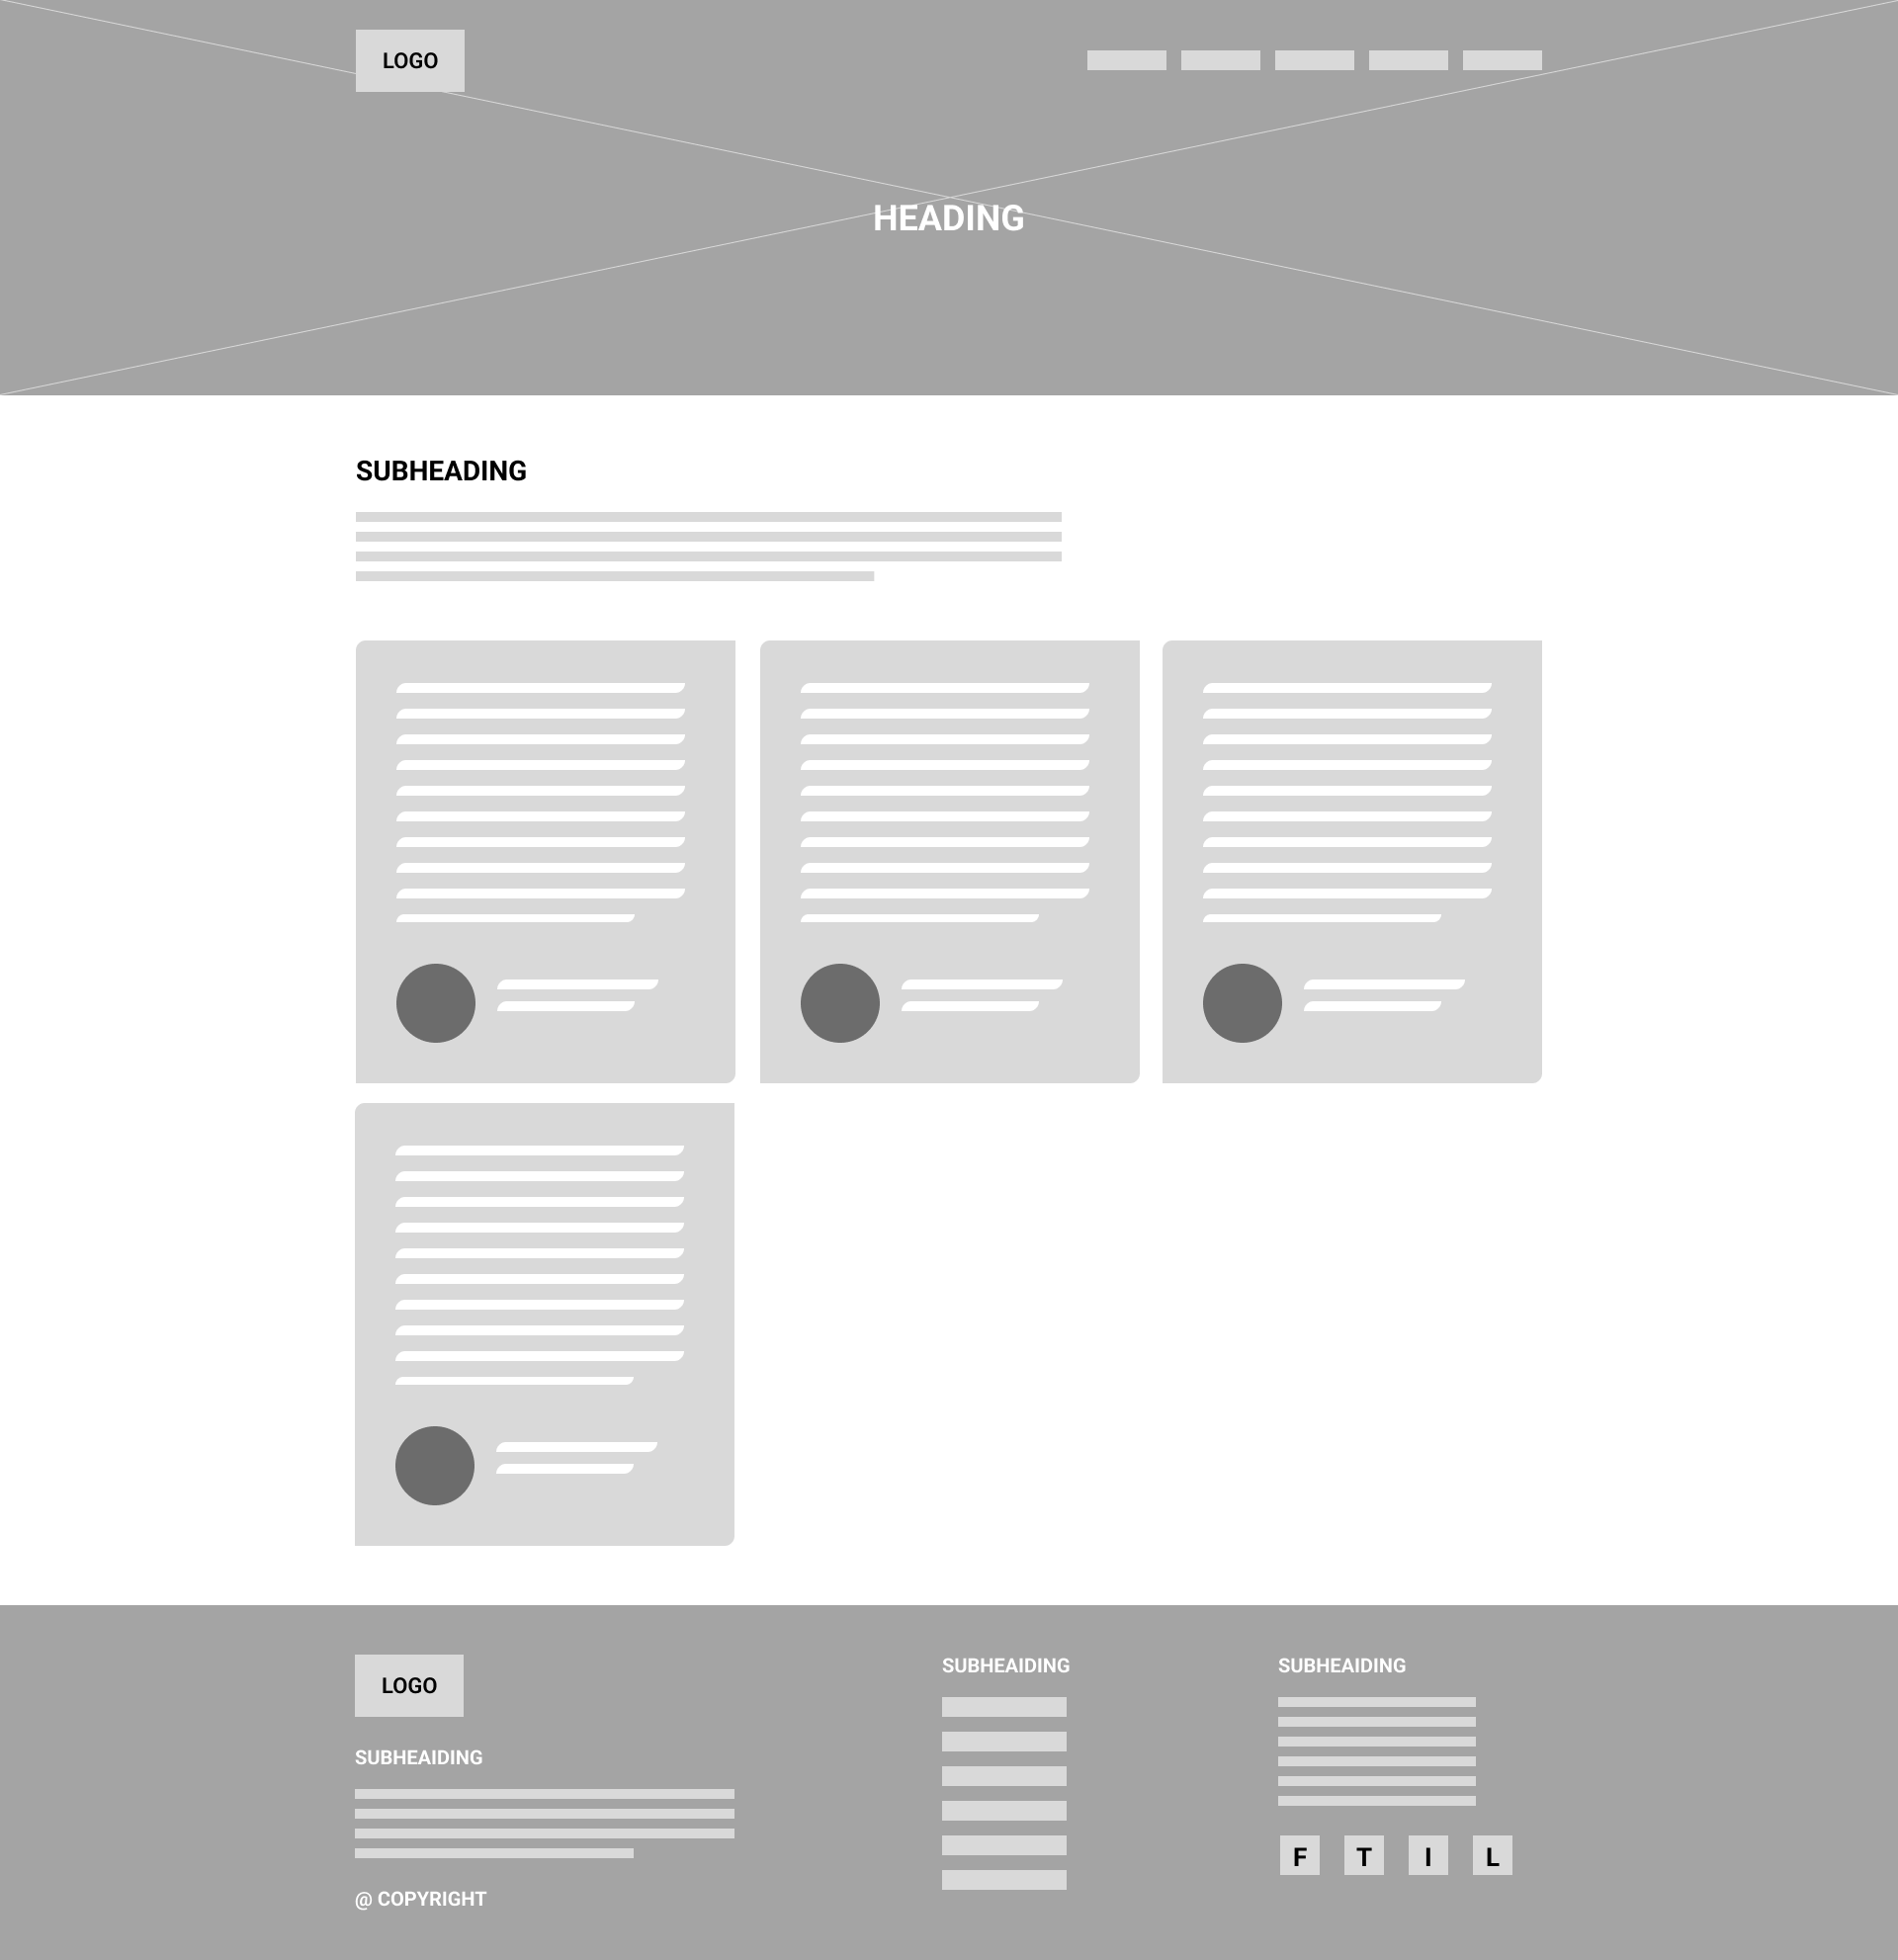 LOGO
HEADING
SUBHEADING
LOGO
SUBHEAIDING
@ COPYRIGHT
SUBHEAIDING
SUBHEAIDING
F T I L